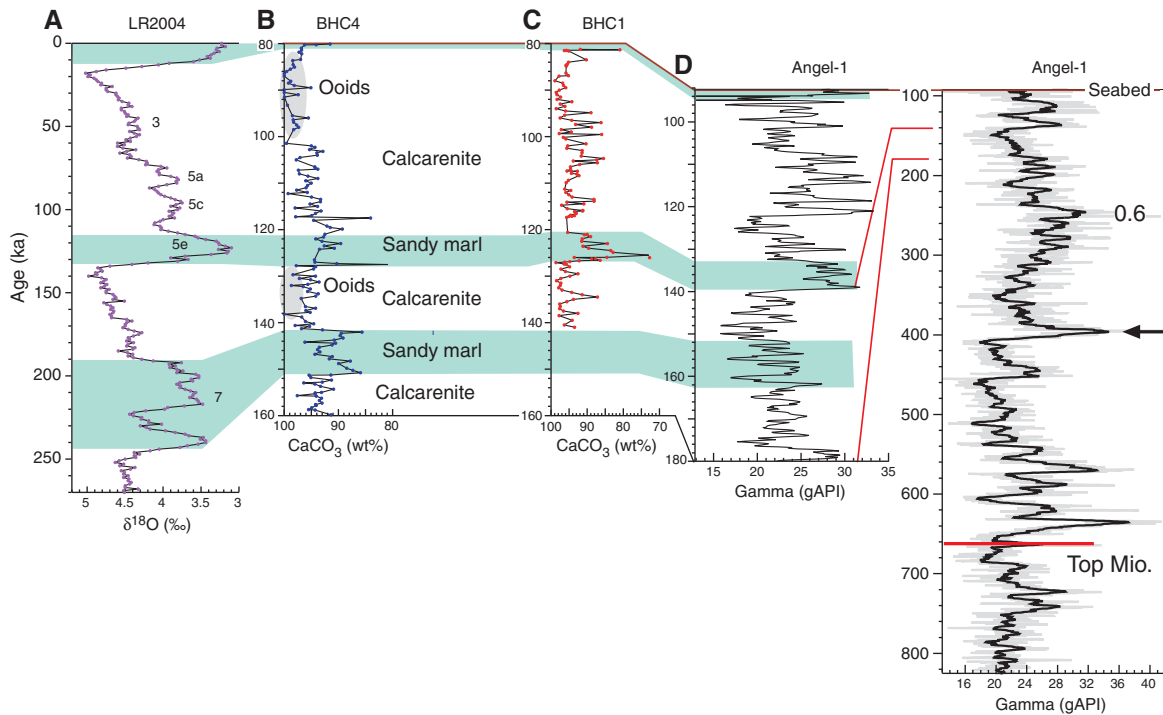 A
LR2004
0
50
100
150
200
250
Age (ka)
3
5a
5c
5e
7
5
4.5
4
3.5
3
δ18O (‰)
B
BHC4
80
100
120
140
160
Ooids
Calcarenite
Sandy marl
Ooids
Calcarenite
Sandy marl
Calcarenite
100
90
80
CaCO3 (wt%)
C
BHC1
80
100
120
140
160
100
90
80
70
CaCO3 (wt%)
D
Angel-1
100
120
140
160
180
15
20
25
30
35
Gamma (gAPI)
Angel-1
Seabed
100
200
300
400
500
600
700
800
0.6
Top Mio.
16
20
24
28
32
36
40
Gamma (gAPI)